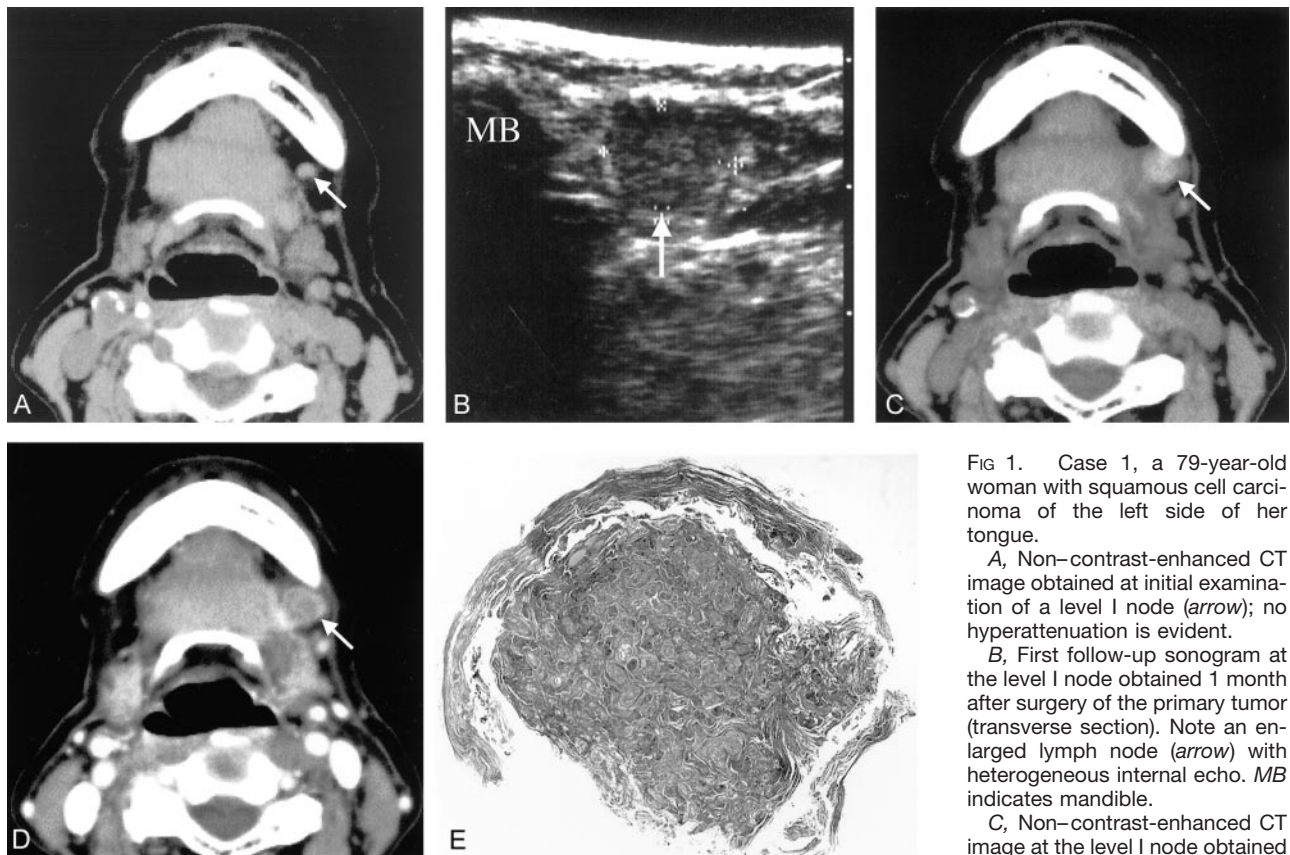 A
MB
B
C
D
E
FIG 1. Case 1, a 79-year-old
woman with squamous cell carci-
noma of the left side of her
tongue.
A, Non–contrast-enhanced CT
image obtained at initial examina-
tion of a level I node (arrow); no
hyperattenuation is evident.
B, First follow-up sonogram at
the level I node obtained 1 month
after surgery of the primary tumor
(transverse section). Note an en-
larged lymph node (arrow) with
heterogeneous internal echo. MB
indicates mandible.
C, Non–contrast-enhanced CT
image at the level I node obtained